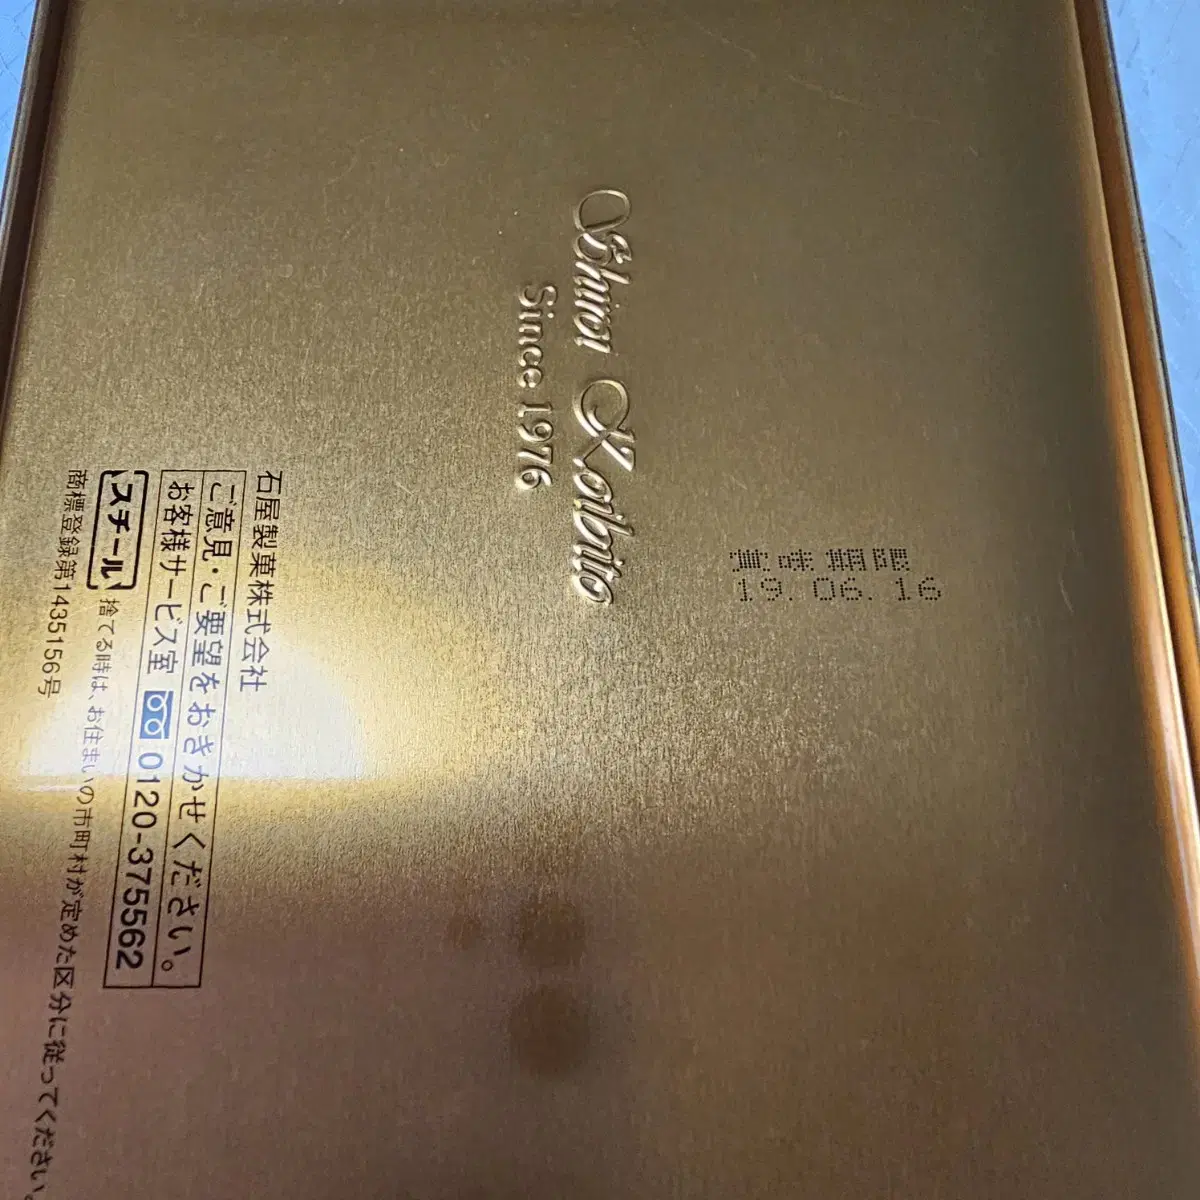 Shiroi Koibito
Since 1976
賞味期限
19.06.16
石屋製菓株式会社
ご意見・ご要望をおきかせください。
お客様サービス室 0120-375562
スチール
捨てる時は、お住まいの市町村が定めた区分に従ってください。
商標登録第1435156号